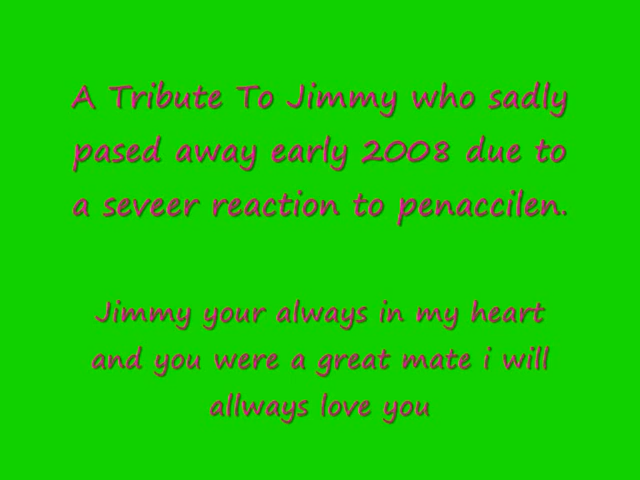 A Tribute To Jimmy who sadly
pased away early 2008 due to
a seveer reaction to penaccilen.
Jimmy your always in my heart
and you were a great mate i will
allways love you